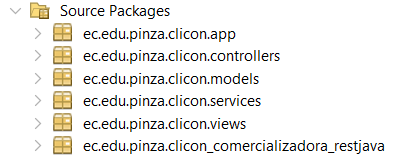 Source Packages
ec.edu.pinza.clicon.app
ec.edu.pinza.clicon.controllers
ec.edu.pinza.clicon.models
ec.edu.pinza.clicon.services
ec.edu.pinza.clicon.views
ec.edu.pinza.clicon_comercializadora_restjava